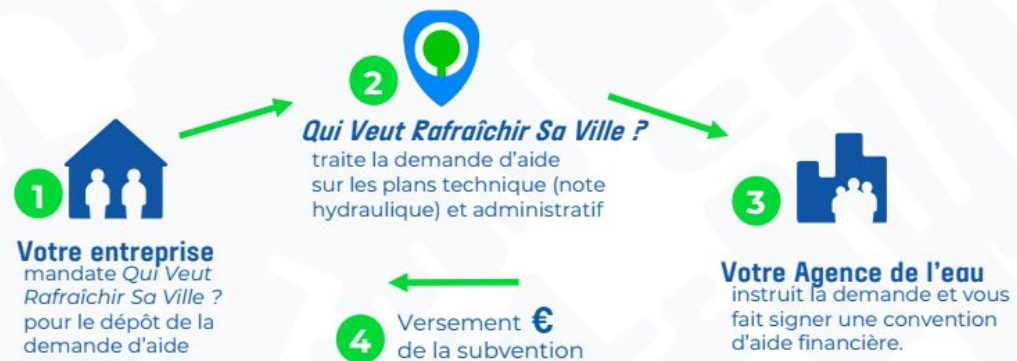 1
Votre entreprise
mandate Qui Veut
Rafraîchir Sa Ville ?
pour le dépôt de la
demande d'aide
2
Qui Veut Rafraîchir Sa Ville ?
traite la demande d'aide
sur les plans technique (note
hydraulique) et administratif
3
Votre Agence de l'eau
instruit la demande et vous
fait signer une convention
d'aide financière.
4
Versement €
de la subvention